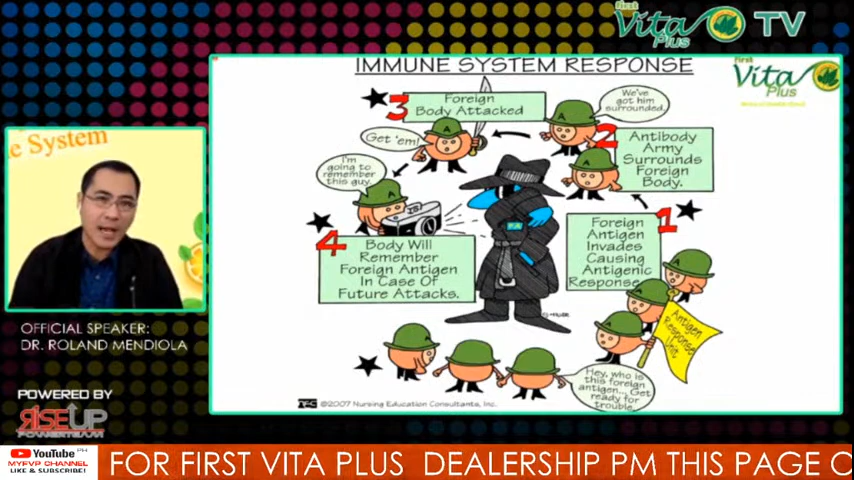 first
Vita
Plus
TV
IMMUNE SYSTEM RESPONSE
first
Vita
Plus
e System
3
Foreign
Body Attacked
We've
got him
surrounded.
Get 'em!
2
Antibody
Army
Surrounds
Foreign
Body.
I'm
going to
remember
this guy.
1
Foreign
Antigen
Invades
Causing
Antigenic
Response
F.A.
4
Body Will
Remember
Foreign Antigen
In Case Of
Future Attacks.
Antigen
Response
Unit
Hey, who is
this foreign
antigen... Get
ready for
trouble.
©2007 Nursing Education Consultants, Inc.
OFFICIAL SPEAKER:
DR. ROLAND MENDIOLA
POWERED BY
RISEUP
POWERTEAM
YouTube PH
MYFVP CHANNEL
LIKE & SUBSCRIBE!
FOR FIRST VITA PLUS DEALERSHIP PM THIS PAGE O